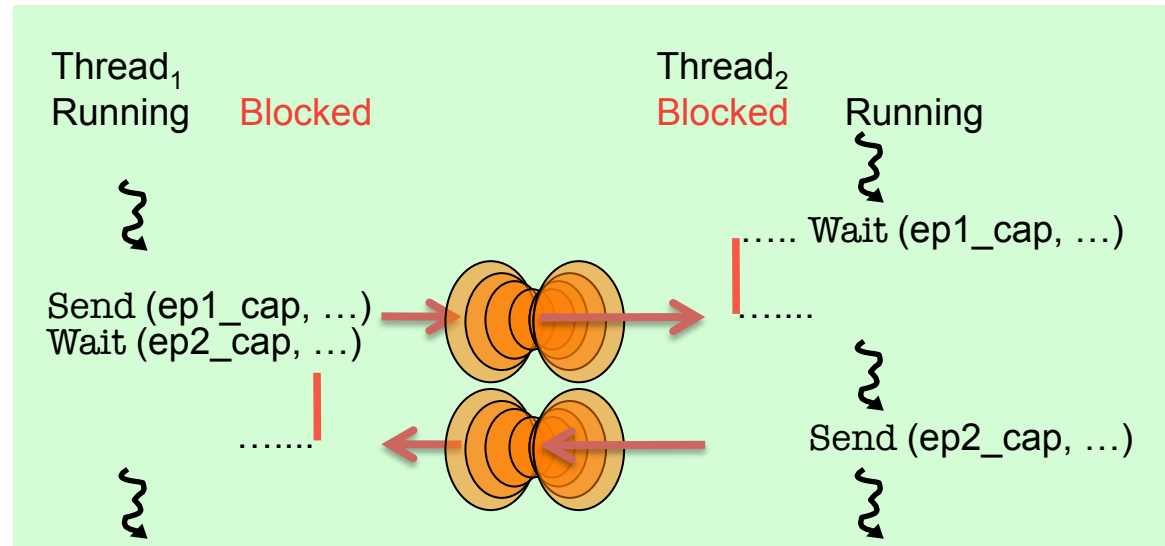 Thread1
Running Blocked
Thread2
Blocked Running
….. Wait (ep1_cap, …)
Send (ep1_cap, …)
Wait (ep2_cap, …)
…....
…....
Send (ep2_cap, …)